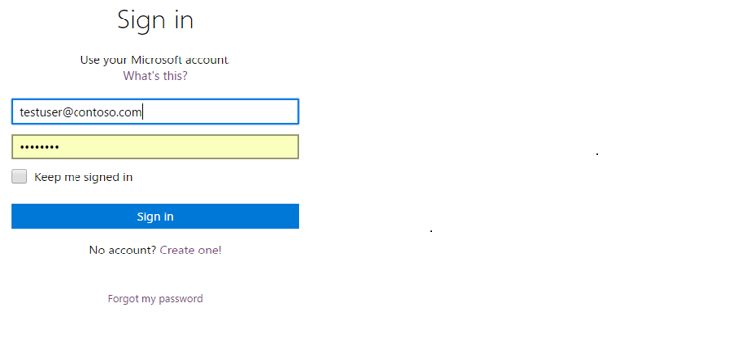 Sign in
Use your Microsoft account
What's this?
testuser@contoso.com
••••••••
Keep me signed in
Sign in
No account? Create one!
Forgot my password